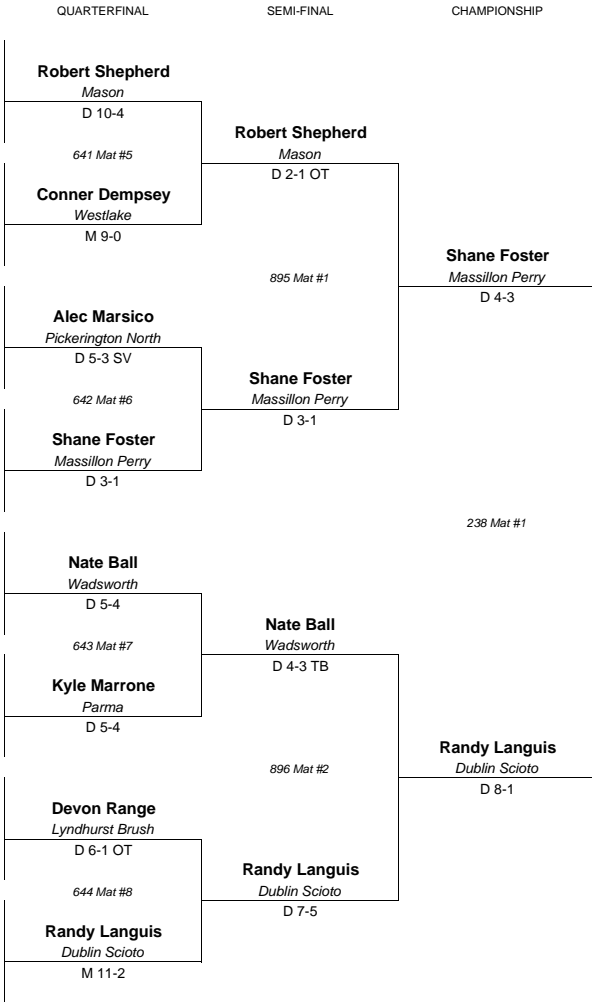 QUARTERFINAL
SEMI-FINAL
CHAMPIONSHIP
Robert Shepherd
Mason
D 10-4
641 Mat #5
Conner Dempsey
Westlake
M 9-0
Alec Marsico
Pickerington North
D 5-3 SV
642 Mat #6
Shane Foster
Massillon Perry
D 3-1
Nate Ball
Wadsworth
D 5-4
643 Mat #7
Kyle Marrone
Parma
D 5-4
Devon Range
Lyndhurst Brush
D 6-1 OT
644 Mat #8
Randy Languis
Dublin Scioto
M 11-2
Robert Shepherd
Mason
D 2-1 OT
895 Mat #1
Shane Foster
Massillon Perry
D 3-1
Nate Ball
Wadsworth
D 4-3 TB
896 Mat #2
Randy Languis
Dublin Scioto
D 7-5
Shane Foster
Massillon Perry
D 4-3
238 Mat #1
Randy Languis
Dublin Scioto
D 8-1